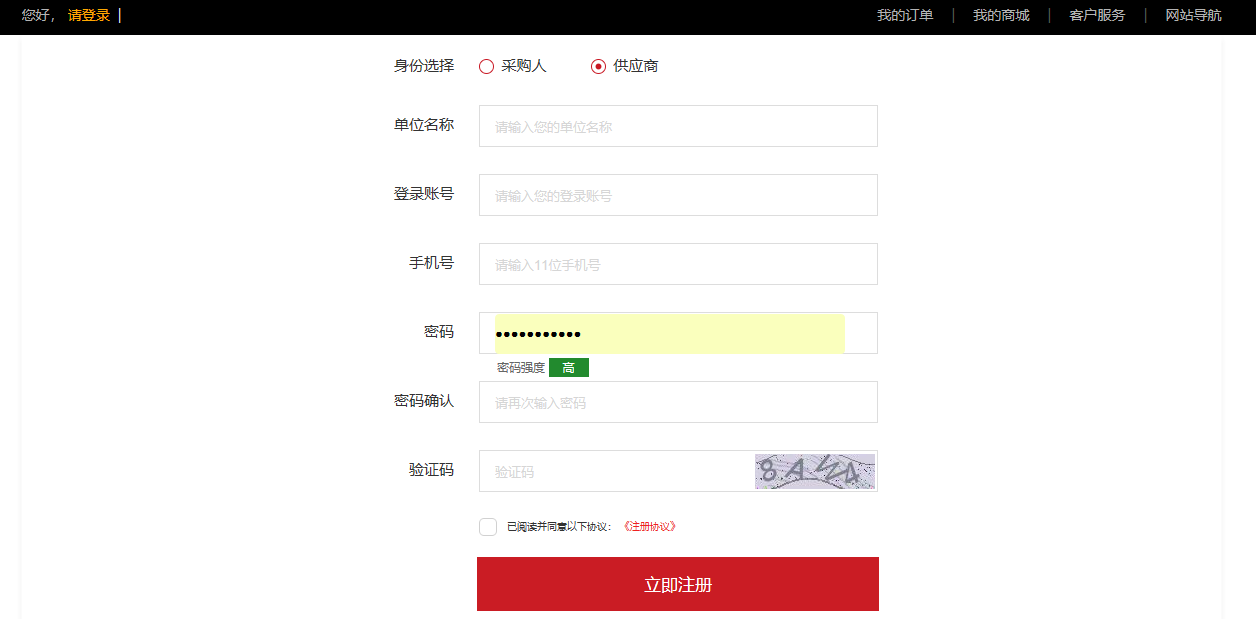 您好， 请登录 | 我的订单 | 我的商城 | 客户服务 | 网站导航
身份选择 采购人 供应商
单位名称 请输入您的单位名称
登录账号 请输入您的登录账号
手机号 请输入11位手机号
密码 •••••••••••
密码强度 高
密码确认 请再次输入密码
验证码 验证码
已阅读并同意以下协议： 《注册协议》
立即注册